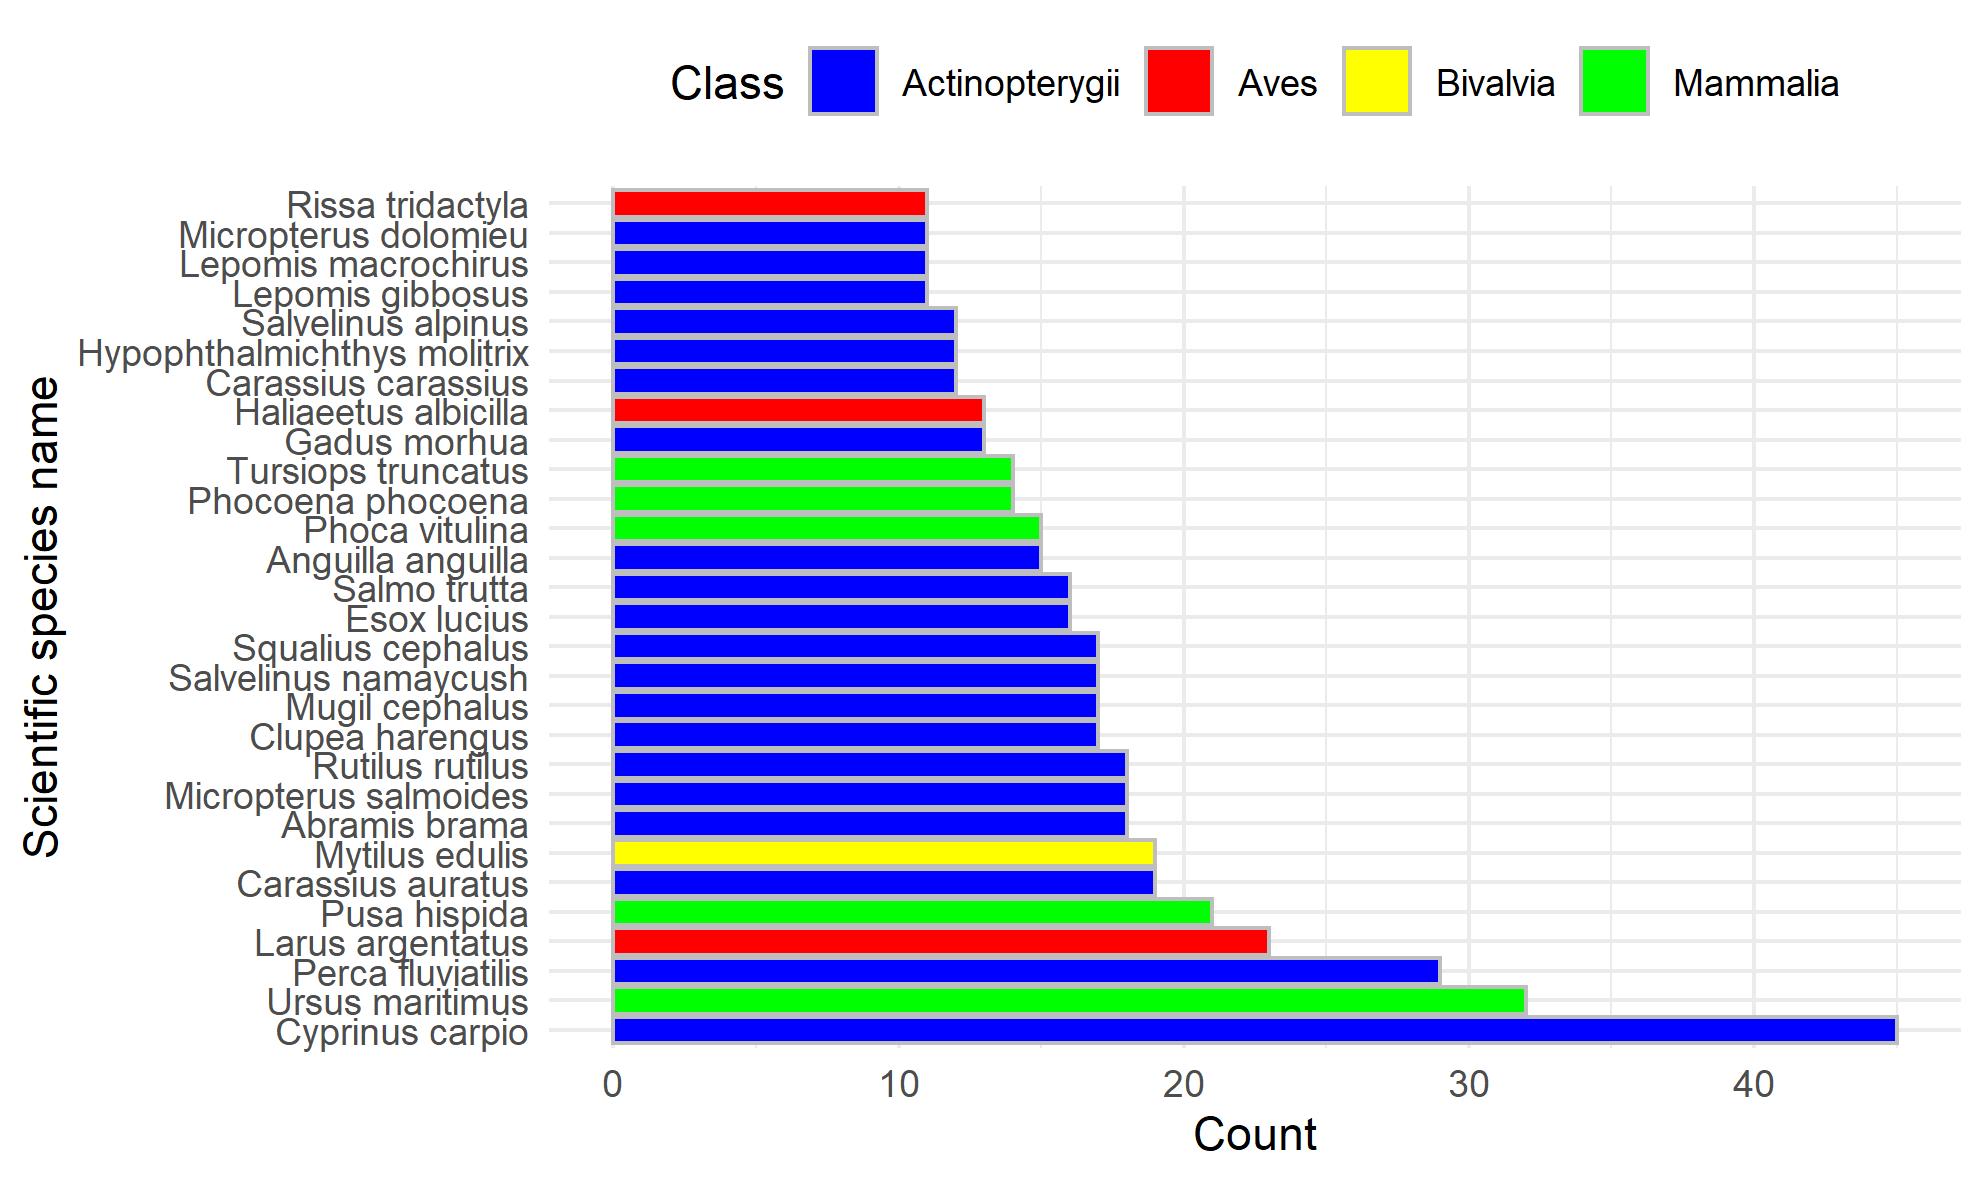 Class Actinopterygii Aves Bivalvia Mammalia
Scientific species name
Rissa tridactyla
Micropterus dolomieu
Lepomis macrochirus
Lepomis gibbosus
Salvelinus alpinus
Hypophthalmichthys molitrix
Carassius carassius
Haliaeetus albicilla
Gadus morhua
Tursiops truncatus
Phocoena phocoena
Phoca vitulina
Anguilla anguilla
Salmo trutta
Esox lucius
Squalius cephalus
Salvelinus namaycush
Mugil cephalus
Clupea harengus
Rutilus rutilus
Micropterus salmoides
Abramis brama
Mytilus edulis
Carassius auratus
Pusa hispida
Larus argentatus
Perca fluviatilis
Ursus maritimus
Cyprinus carpio
0 10 20 30 40
Count